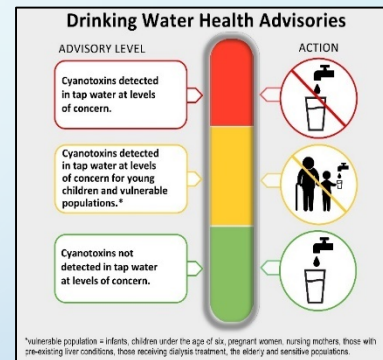 Drinking Water Health Advisories
ADVISORY LEVEL
ACTION
Cyanotoxins detected
in tap water at levels
of concern.
Cyanotoxins detected
in tap water at levels
of concern for young
children and vulnerable
populations.*
Cyanotoxins not
detected in tap water
at levels of concern.
*vulnerable population = infants, children under the age of six, pregnant women, nursing mothers, those with
pre-existing liver conditions, those receiving dialysis treatment, the elderly and sensitive populations.